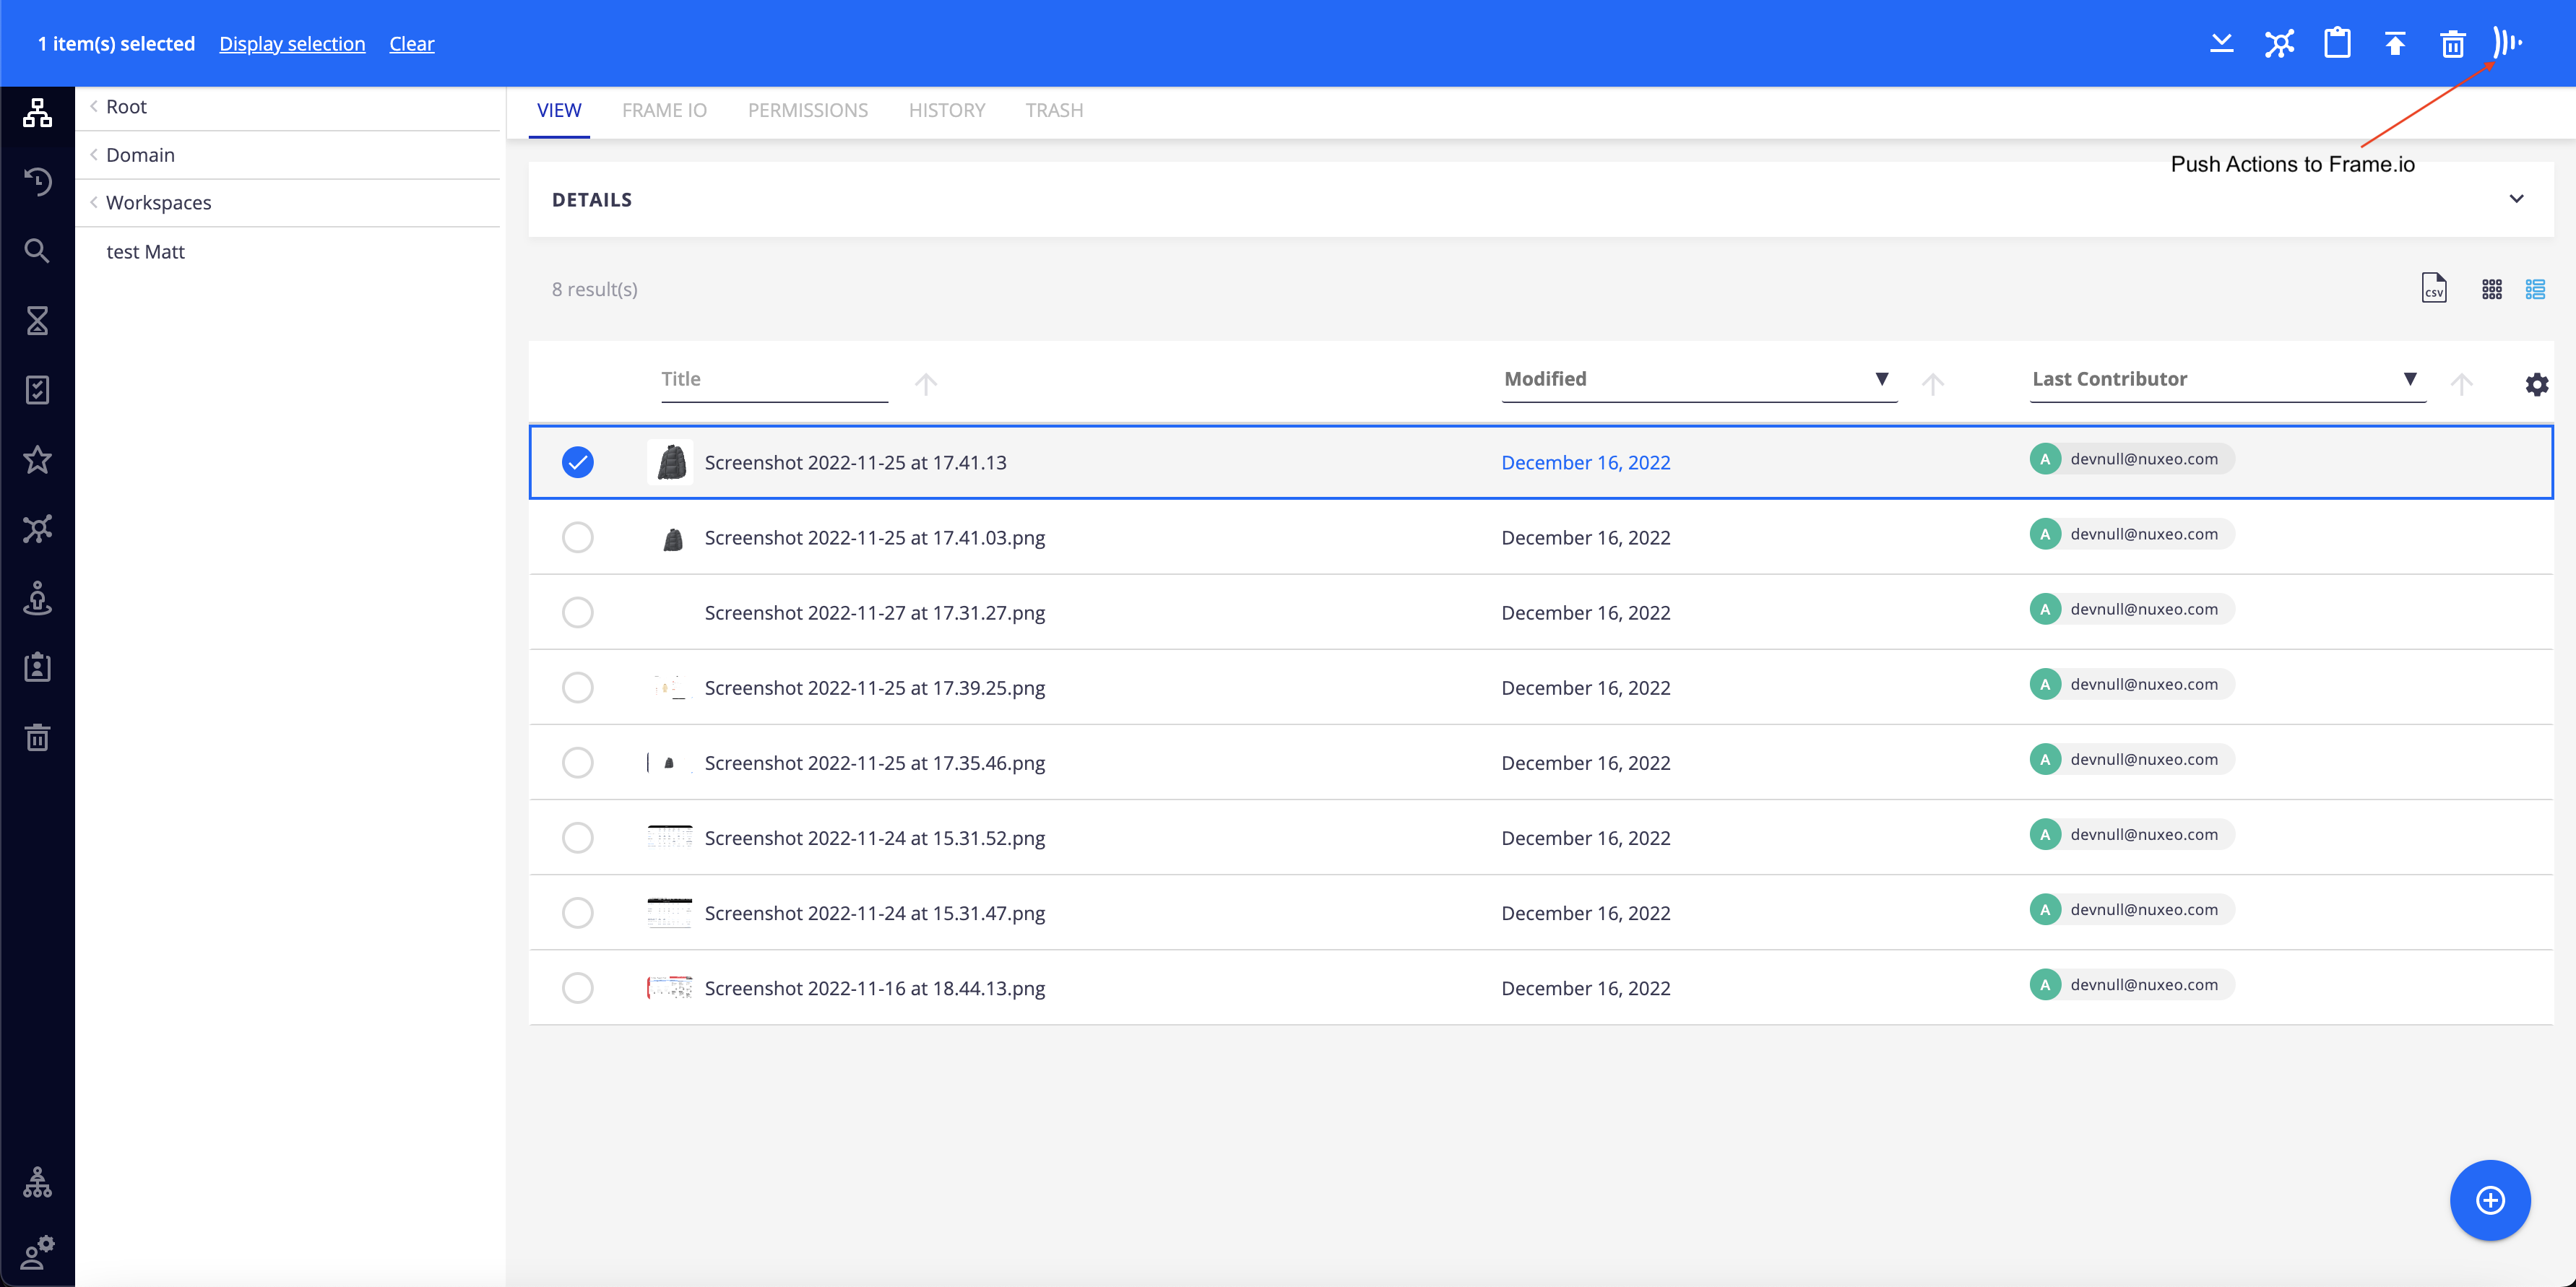 1 item(s) selected Display selection Clear
Root
Domain
Workspaces
test Matt
VIEW FRAME IO PERMISSIONS HISTORY TRASH
Push Actions to Frame.io
DETAILS
8 result(s)
CSV
Title Modified Last Contributor
Screenshot 2022-11-25 at 17.41.13 December 16, 2022 A devnull@nuxeo.com
Screenshot 2022-11-25 at 17.41.03.png December 16, 2022 A devnull@nuxeo.com
Screenshot 2022-11-27 at 17.31.27.png December 16, 2022 A devnull@nuxeo.com
Screenshot 2022-11-25 at 17.39.25.png December 16, 2022 A devnull@nuxeo.com
Screenshot 2022-11-25 at 17.35.46.png December 16, 2022 A devnull@nuxeo.com
Screenshot 2022-11-24 at 15.31.52.png December 16, 2022 A devnull@nuxeo.com
Screenshot 2022-11-24 at 15.31.47.png December 16, 2022 A devnull@nuxeo.com
Screenshot 2022-11-16 at 18.44.13.png December 16, 2022 A devnull@nuxeo.com